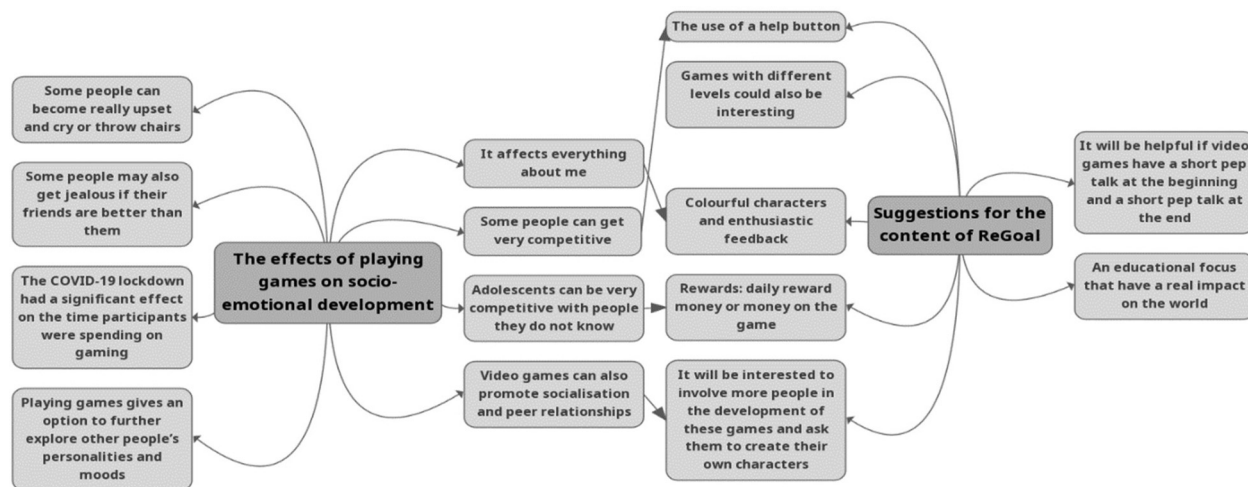 Some people can
become really upset
and cry or throw chairs
Some people may also
get jealous if their
friends are better than
them
The COVID-19 lockdown
had a significant effect
on the time participants
were spending on
gaming
Playing games gives an
option to further
explore other people's
personalities and
moods
The effects of playing
games on socio-
emotional development
It affects everything
about me
Some people can get
very competitive
Adolescents can be very
competitive with people
they do not know
Video games can also
promote socialisation
and peer relationships
The use of a help button
Games with different
levels could also be
interesting
Colourful characters
and enthusiastic
feedback
Rewards: daily reward
money or money on the
game
It will be interested to
involve more people in
the development of
these games and ask
them to create their
own characters
Suggestions for the
content of ReGoal
It will be helpful if video
games have a short pep
talk at the beginning
and a short pep talk at
the end
An educational focus
that have a real impact
on the world